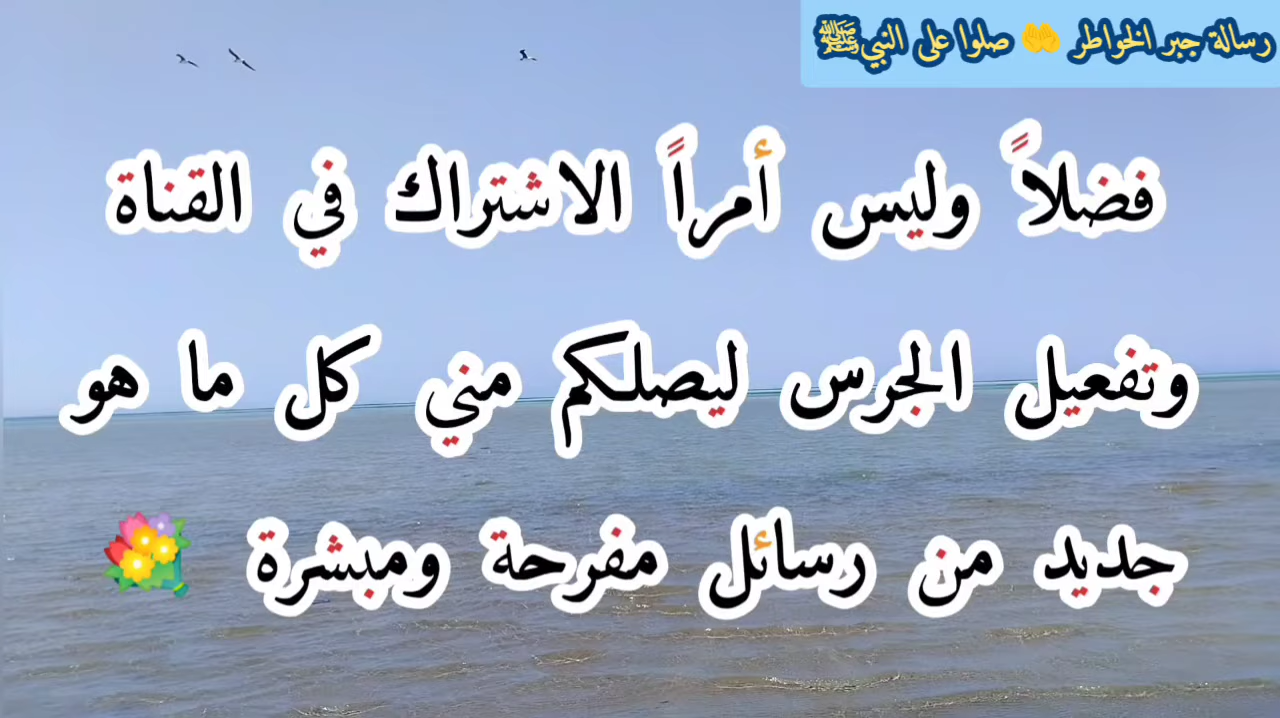 رسالة جبر الخواطر 🤲 صلوا على النبي ﷺ
فضلاً وليس أمراً الاشتراك في القناة
وتفعيل الجرس ليصلكم مني كل ما هو
جديد من رسائل مفرحة ومبشرة 💐